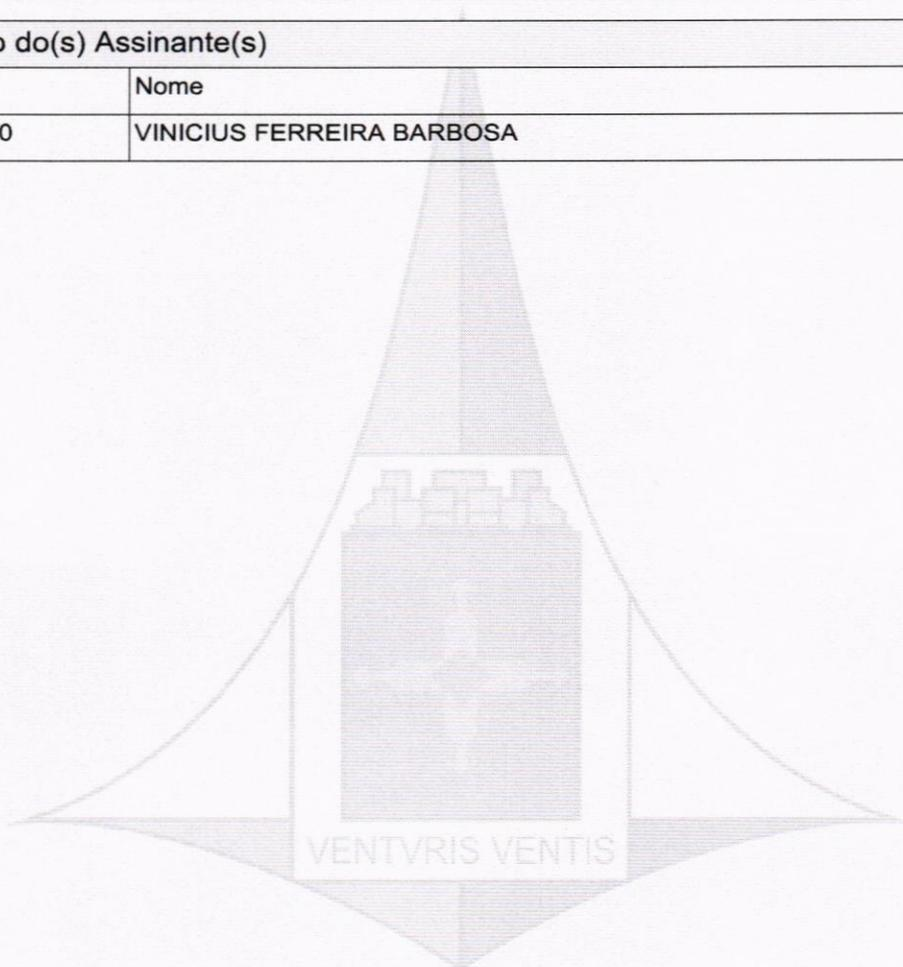 o do(s) Assinante(s)
Nome
0 VINICIUS FERREIRA BARBOSA
VENTVRIS VENTIS